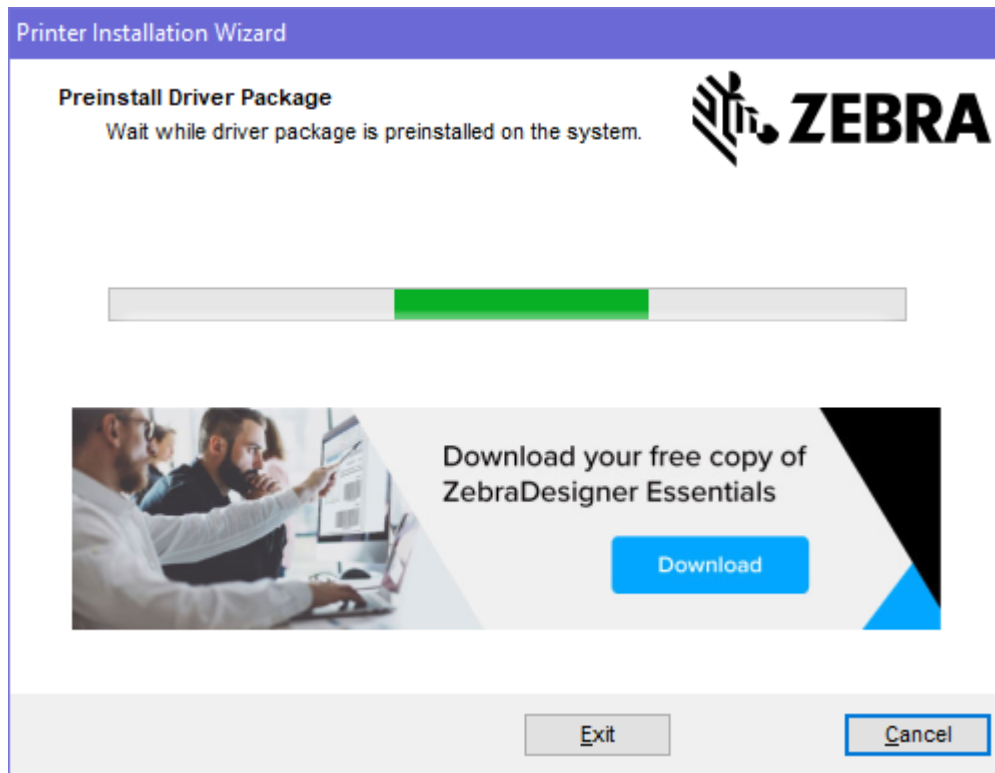 Printer Installation Wizard
Preinstall Driver Package
Wait while driver package is preinstalled on the system.
ZEBRA
Download your free copy of
ZebraDesigner Essentials
Download
Exit
Cancel